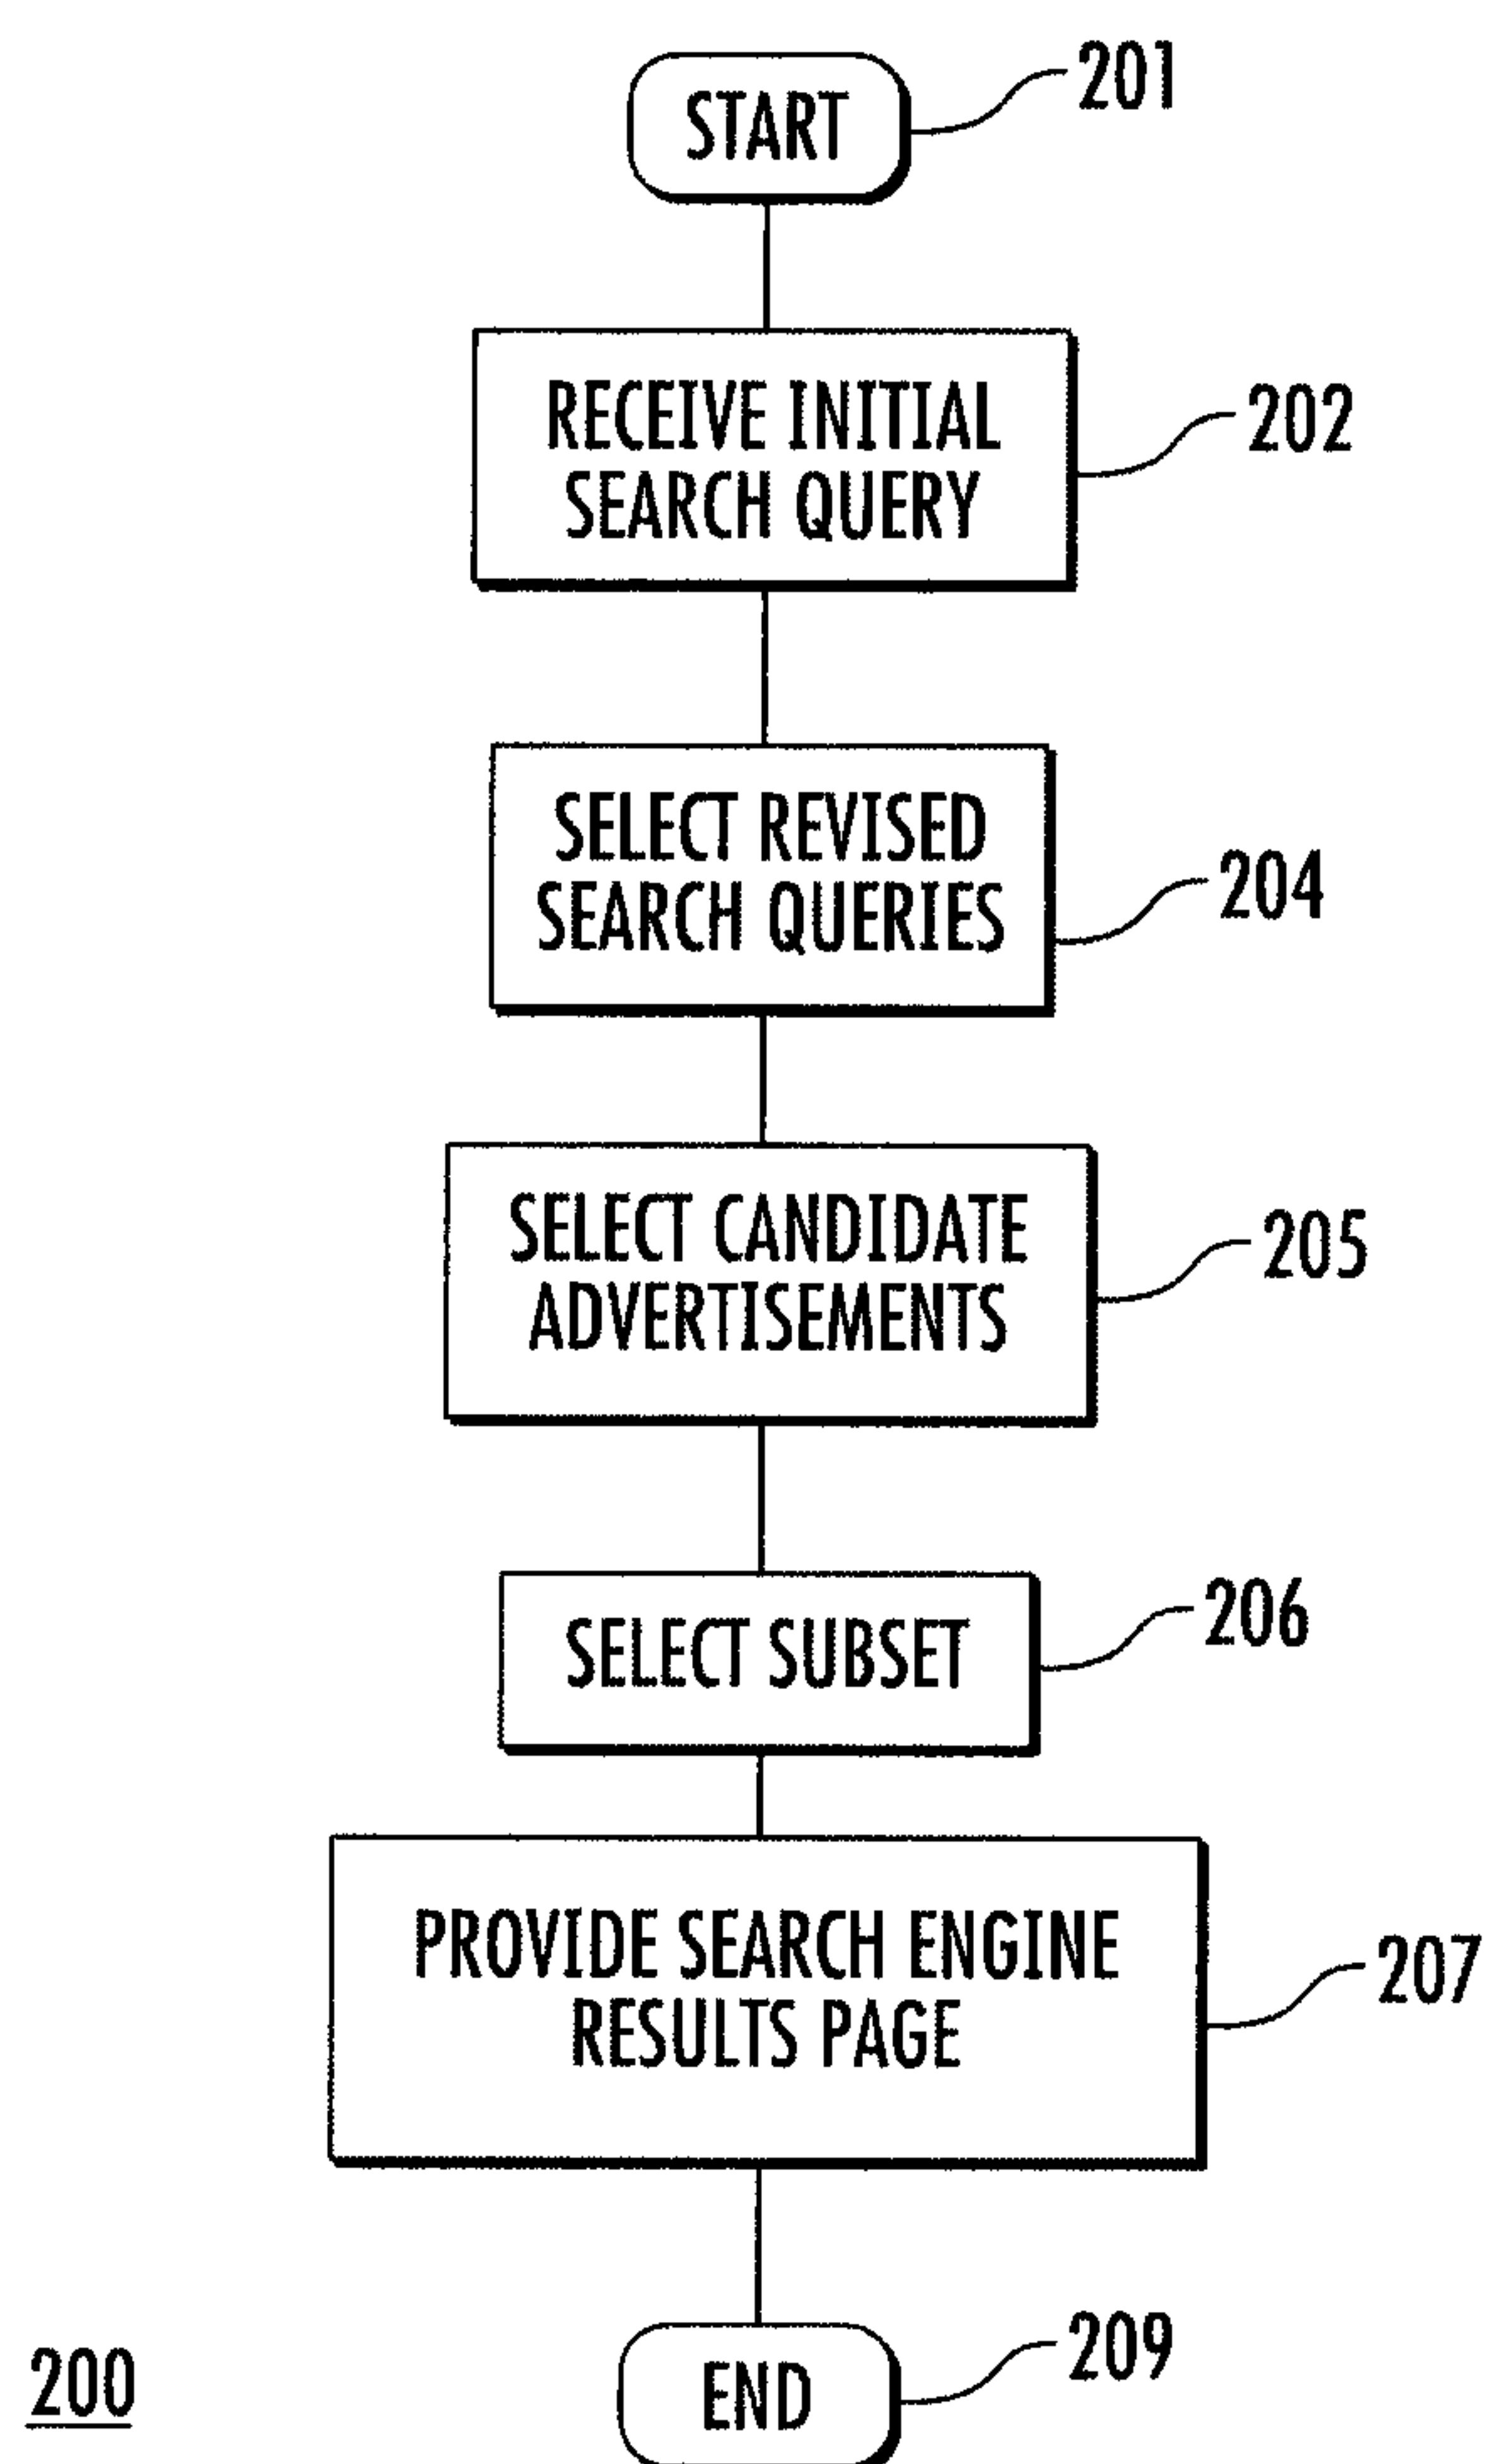 START
201
RECEIVE INITIAL
SEARCH QUERY
202
SELECT REVISED
SEARCH QUERIES
204
SELECT CANDIDATE
ADVERTISEMENTS
205
SELECT SUBSET
206
PROVIDE SEARCH ENGINE
RESULTS PAGE
207
END
209
200